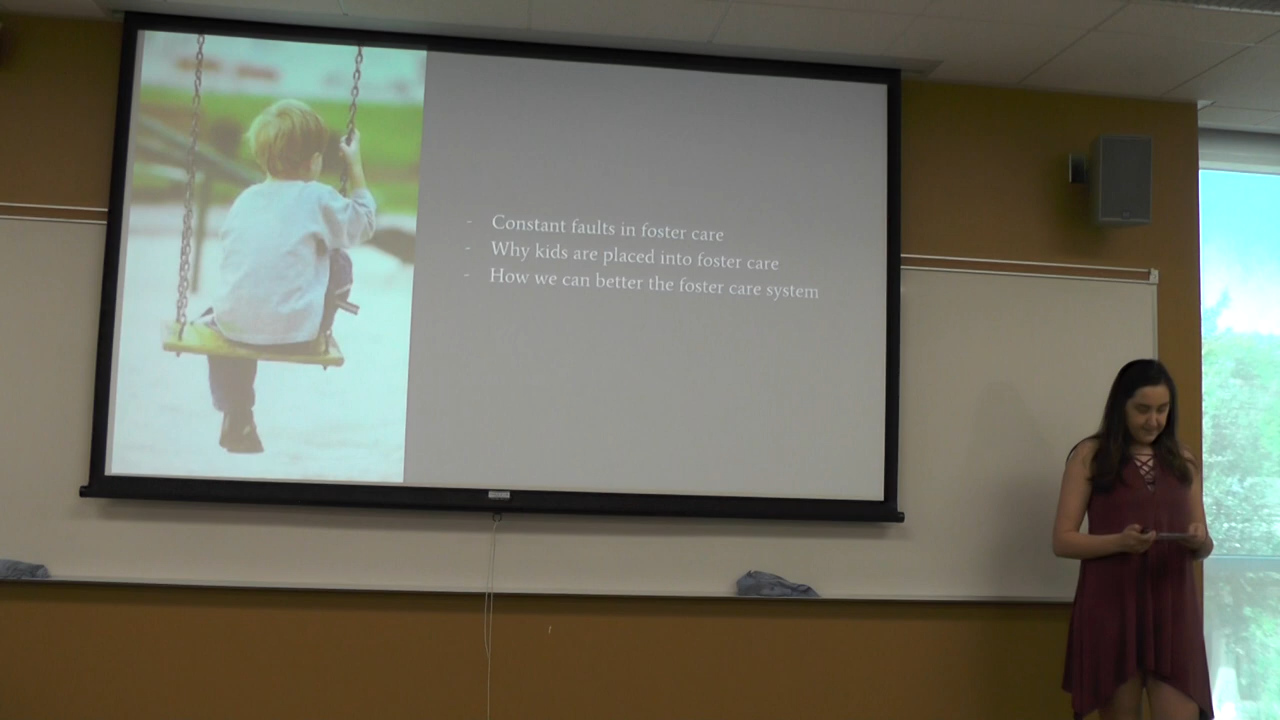 - Constant faults in foster care
- Why kids are placed into foster care
- How we can better the foster care system